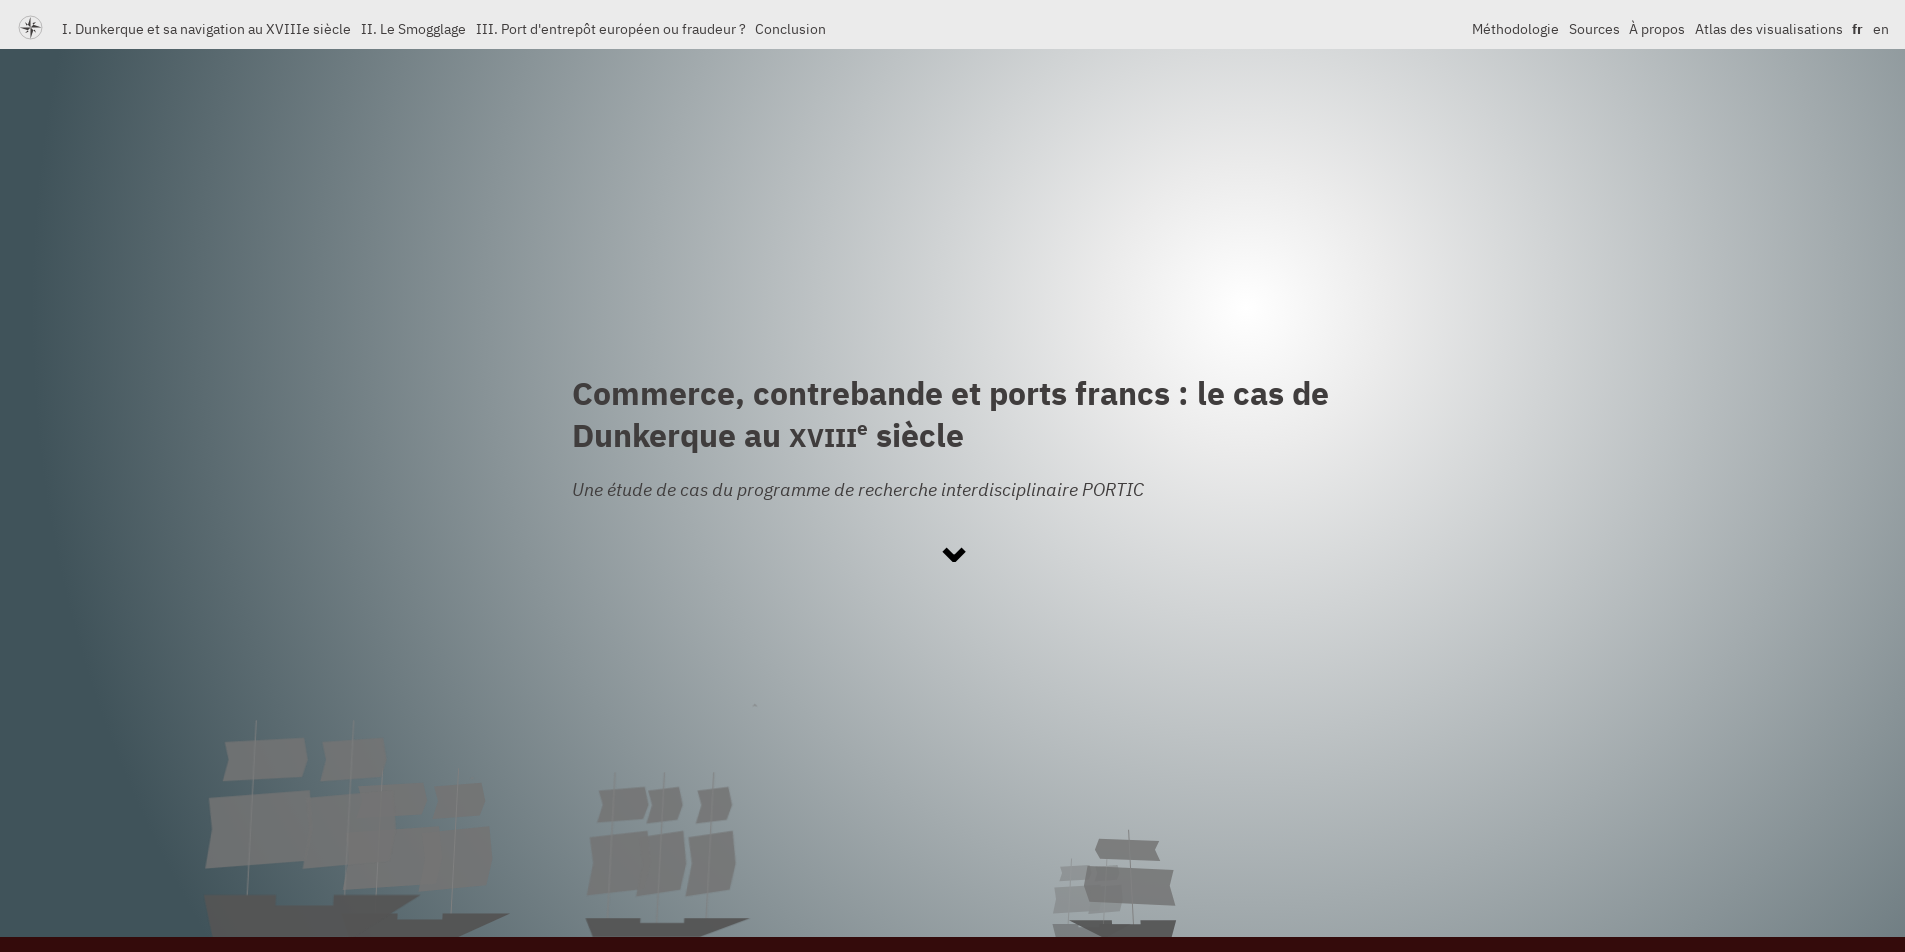 I. Dunkerque et sa navigation au XVIIIe siècle II. Le Smogglage III. Port d'entrepôt européen ou fraudeur ? Conclusion Méthodologie Sources À propos Atlas des visualisations fr en
Commerce, contrebande et ports francs : le cas de
Dunkerque au XVIIIe siècle
Une étude de cas du programme de recherche interdisciplinaire PORTIC